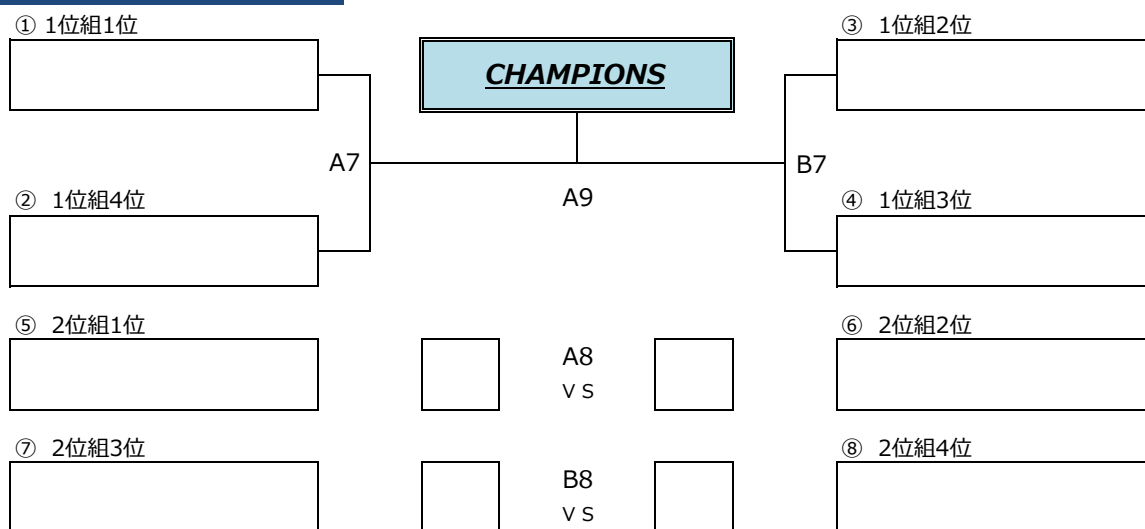 ① 1位組1位
③ 1位組2位
CHAMPIONS
A7
B7
② 1位組4位
A9
④ 1位組3位
⑤ 2位組1位
⑥ 2位組2位
A8
ＶＳ
⑦ 2位組3位
⑧ 2位組4位
B8
ＶＳ